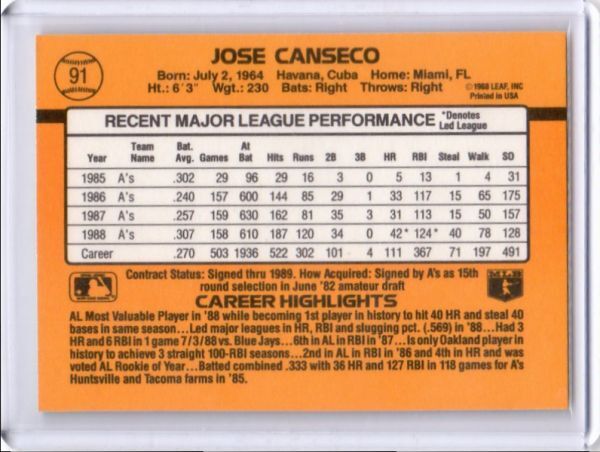 91
JOSE CANSECO
Born: July 2, 1964 Havana, Cuba Home: Miami, FL
Ht.: 6'3" Wgt.: 230 Bats: Right Throws: Right
©1988 LEAF, INC
Printed in USA
RECENT MAJOR LEAGUE PERFORMANCE *Denotes Led League
Year Team Name Bat. Avg. Games At Bat Hits Runs 2B 3B HR RBI Steal Walk SO
1985 A's .302 29 96 29 16 3 0 5 13 1 4 31
1986 A's .240 157 600 144 85 29 1 33 117 15 65 175
1987 A's .257 159 630 162 81 35 3 31 113 15 50 157
1988 A's .307 158 610 187 120 34 0 42* 124* 40 78 128
Career .270 503 1936 522 302 101 4 111 367 71 197 491
Contract Status: Signed thru 1989. How Acquired: Signed by A's as 15th
round selection in June '82 amateur draft
MLB
CAREER HIGHLIGHTS
AL Most Valuable Player in '88 while becoming 1st player in history to hit 40 HR and steal 40
bases in same season...Led major leagues in HR, RBI and slugging pct. (.569) in '88...Had 3
HR and 6 RBI in 1 game 7/3/88 vs. Blue Jays...6th in AL in RBI in '87...Is only Oakland player in
history to achieve 3 straight 100-RBI seasons...2nd in AL in RBI in '86 and 4th in HR and was
voted AL Rookie of Year...Batted combined .333 with 36 HR and 127 RBI in 118 games for A's
Huntsville and Tacoma farms in '85.